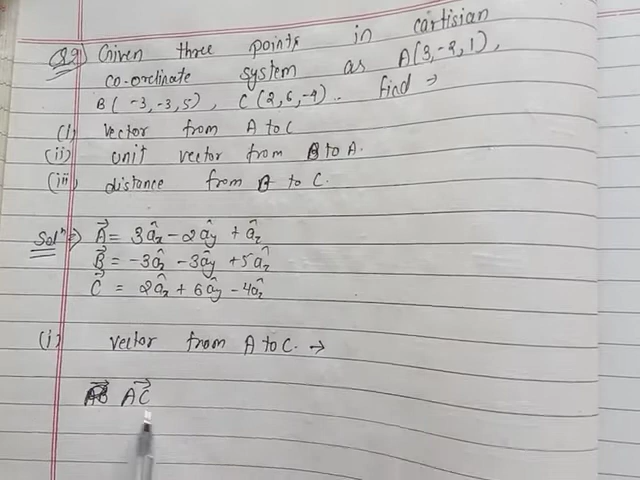 Q2) Given three points in cartisian
co-ordinate system as A(3,-2,1),
B(-3,-3,5), C(2,6,-4). find →
(i) vector from A to C
(ii) unit vector from B to A.
(iii) distance from B to C.
Solⁿ ⇒ A⃗ = 3âx - 2ây + âz
B⃗ = -3âx - 3ây + 5âz
C⃗ = 2âx + 6ây - 4âz
(i) vector from A to C. →
AC⃗